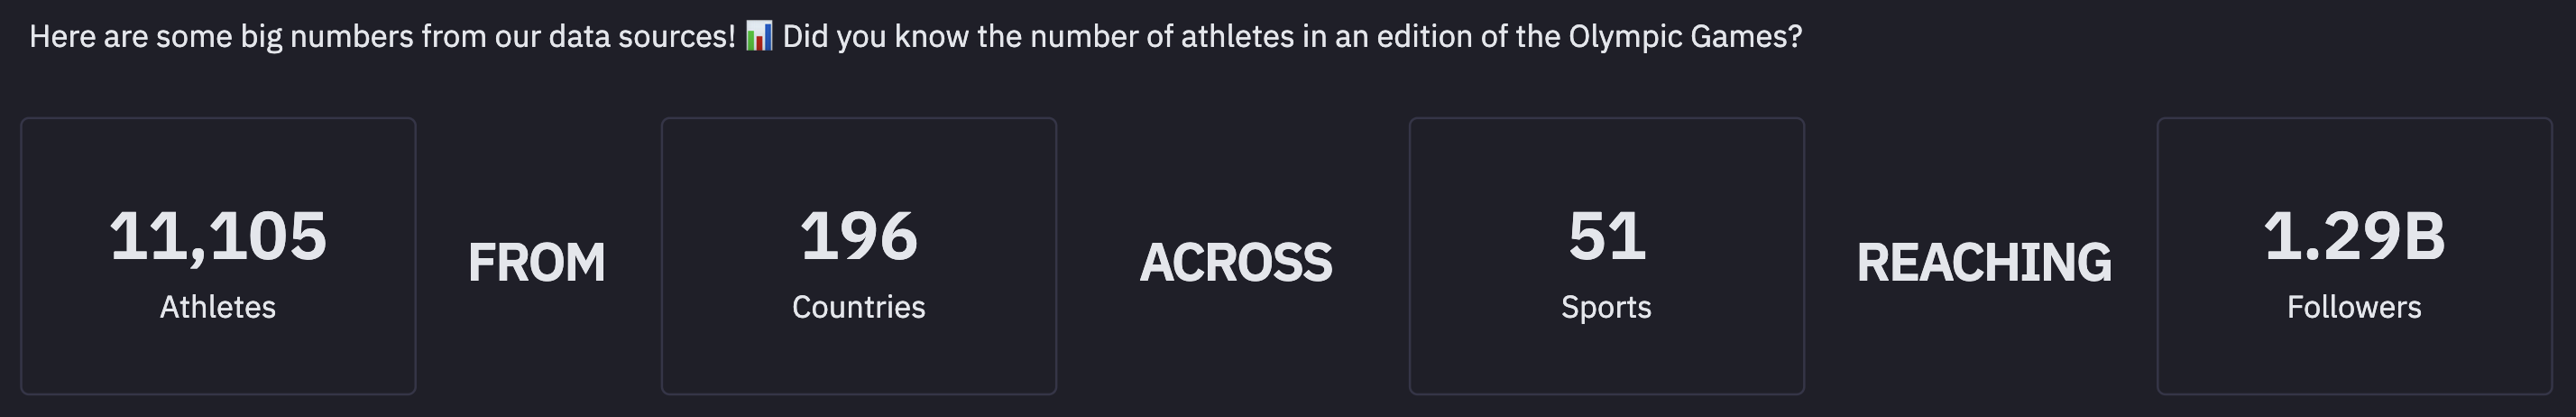 Here are some big numbers from our data sources! 📊 Did you know the number of athletes in an edition of the Olympic Games?
11,105
Athletes
FROM
196
Countries
ACROSS
51
Sports
REACHING
1.29B
Followers